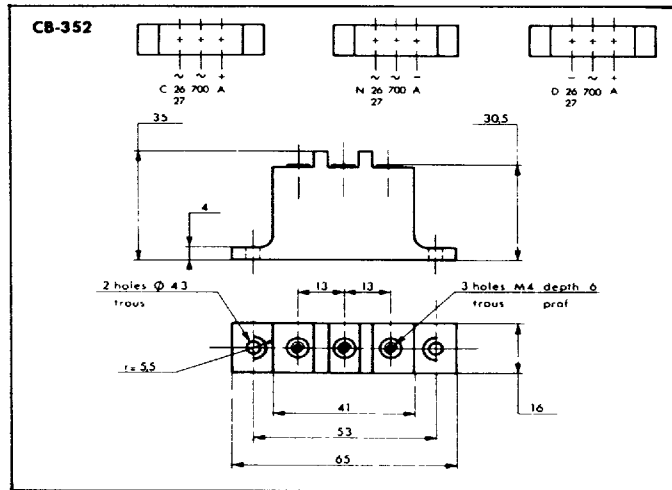 CB-352
~ ~ +
C 26 700 A
27
~ ~ –
N 26 700 A
27
– ~ +
D 26 700 A
27
35
30,5
4
2 holes Ø 4.3
trous
13
13
3 holes M4 depth 6
trous prof
r = 5,5
41
16
53
65